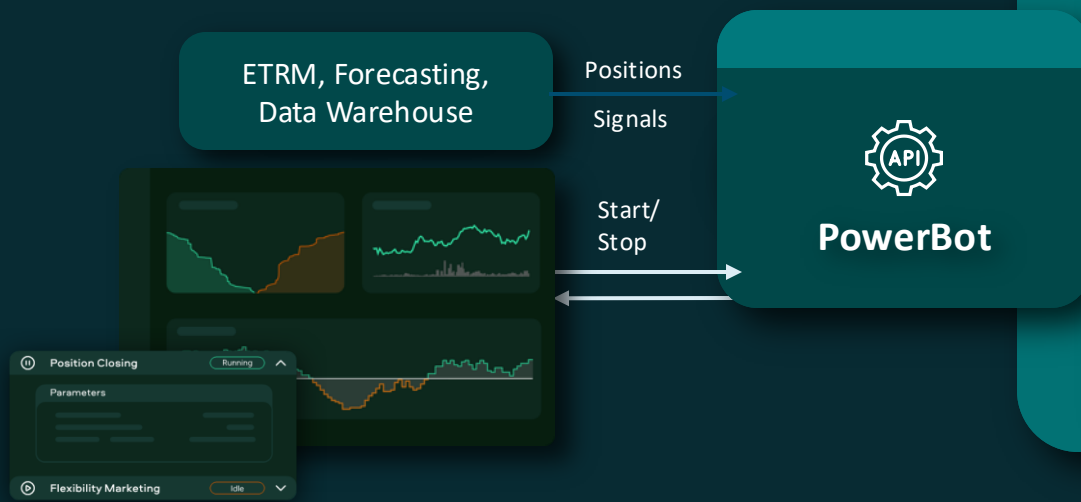 ETRM, Forecasting,
Data Warehouse
Positions
Signals
API
PowerBot
Start/
Stop
Position Closing
Running
Parameters
Flexibility Marketing
Idle